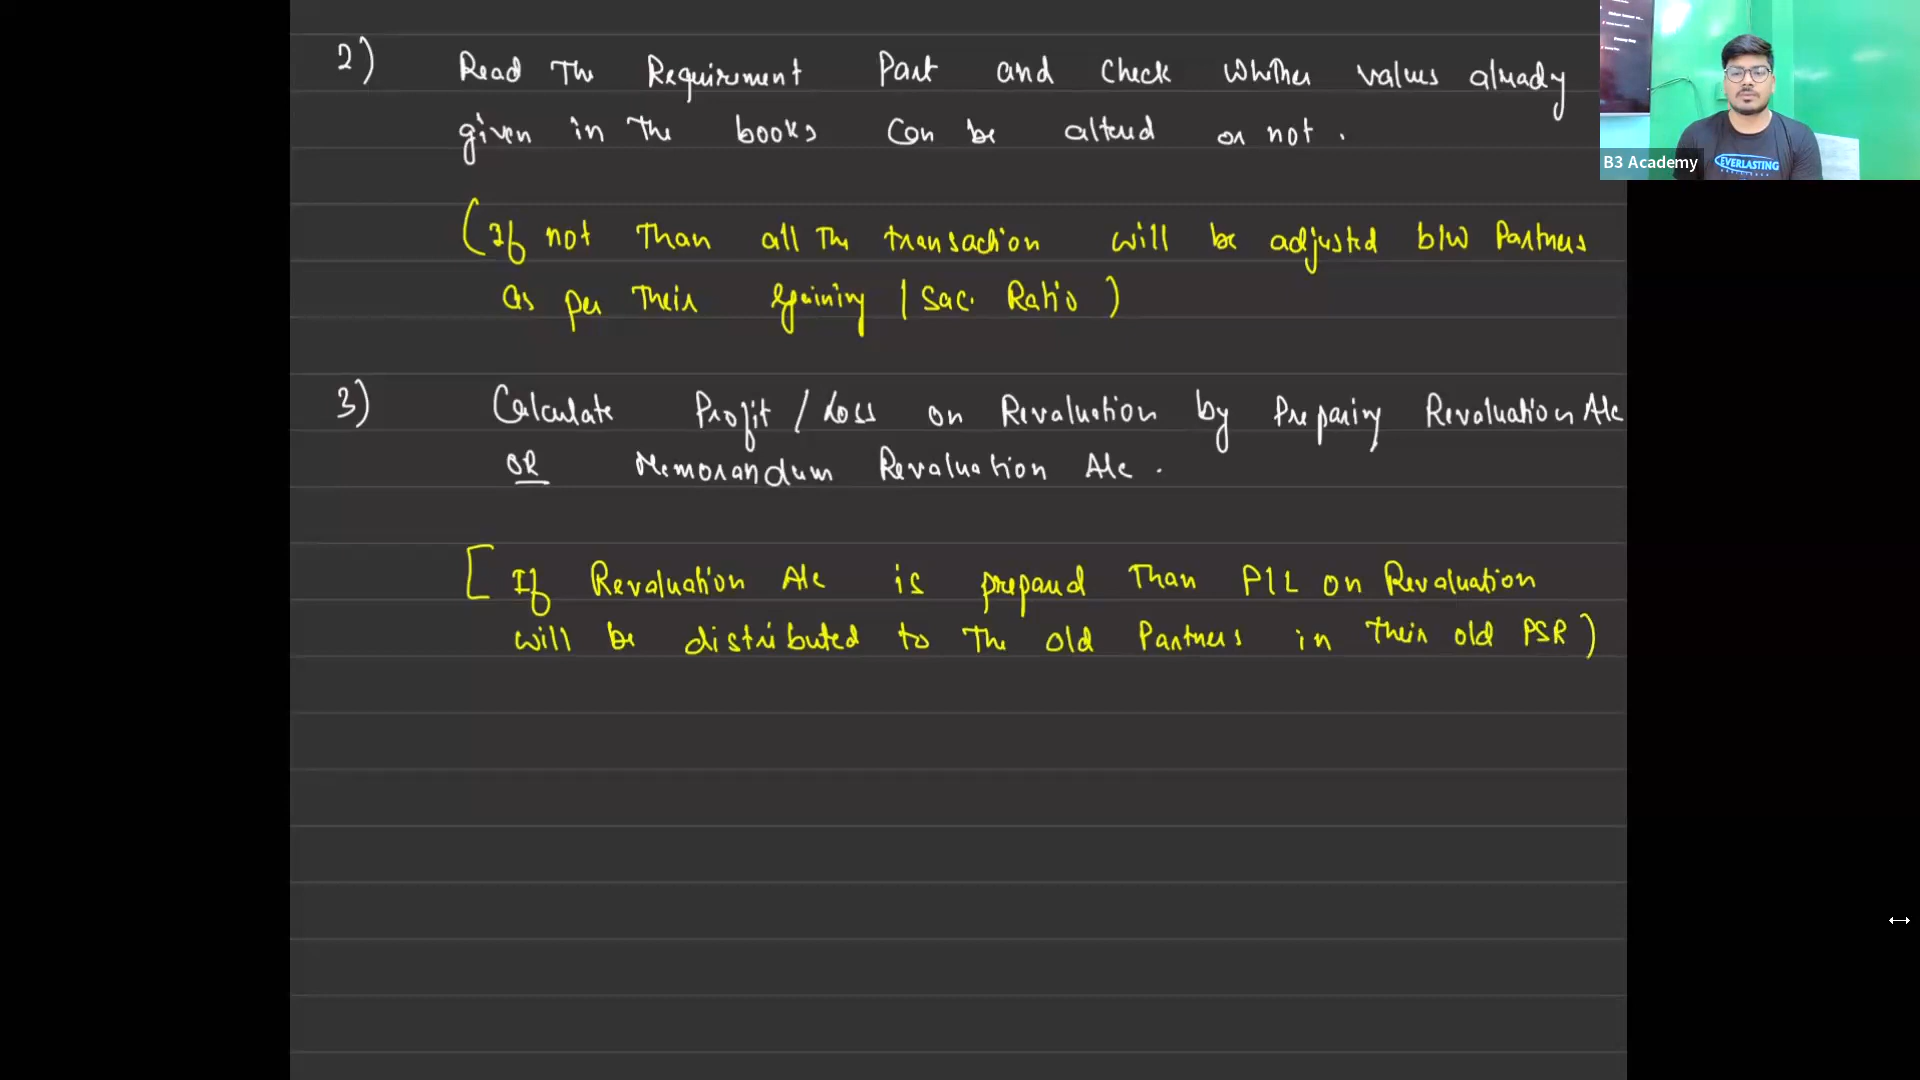 2) Read The Requirement Part and Check Whether values already
given in The books Can be altered or not.
(If not Than all The transaction will be adjusted b/w Partners
as per Their gaining / Sac. Ratio)
3) Calculate Profit / Loss on Revaluation by Preparing Revaluation A/c
OR Memorandum Revaluation A/c.
[If Revaluation A/c is prepared Than P/L on Revaluation
will be distributed to The old Partners in Their old PSR)
B3 Academy
EVERLASTING